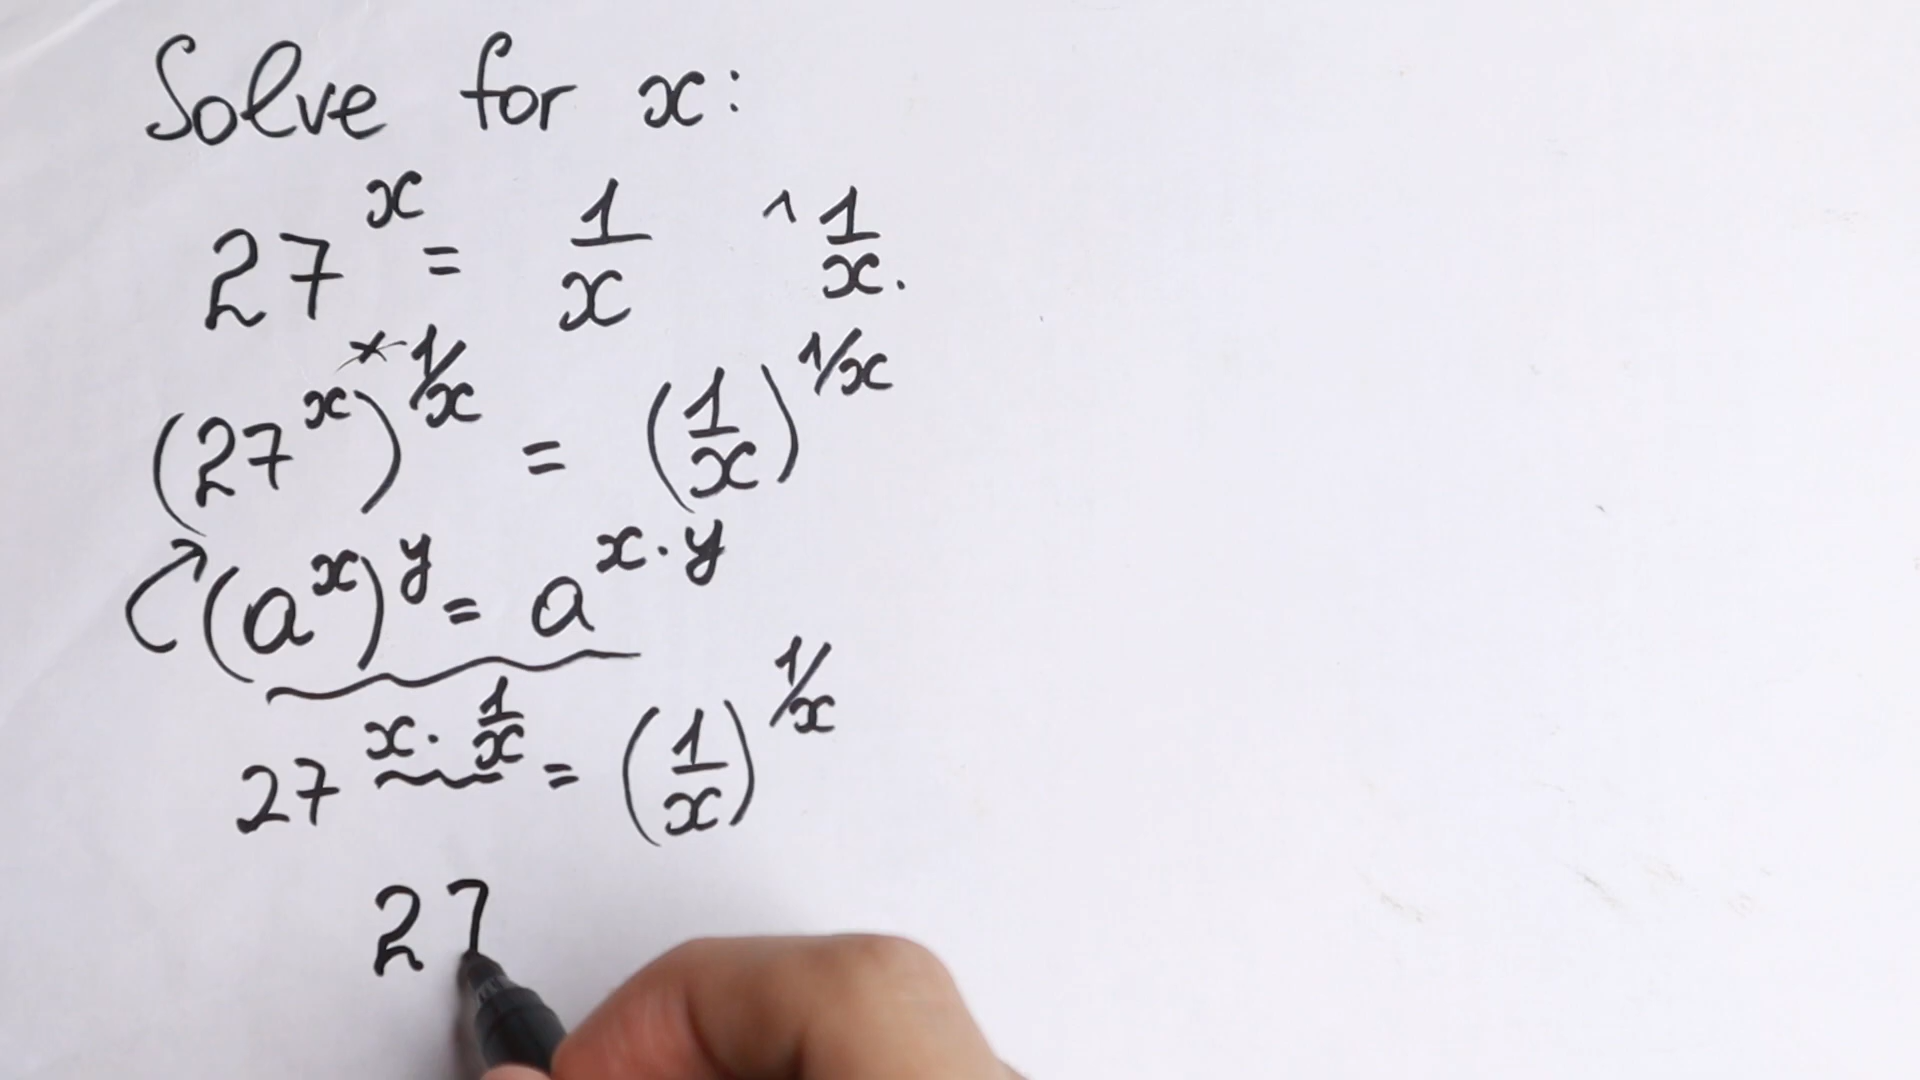 Solve for x:
27^x = 1/x ^ 1/x.
(27^x)^1/x = (1/x)^1/x
(a^x)^y = a^x·y
27^x·1/x = (1/x)^1/x
27